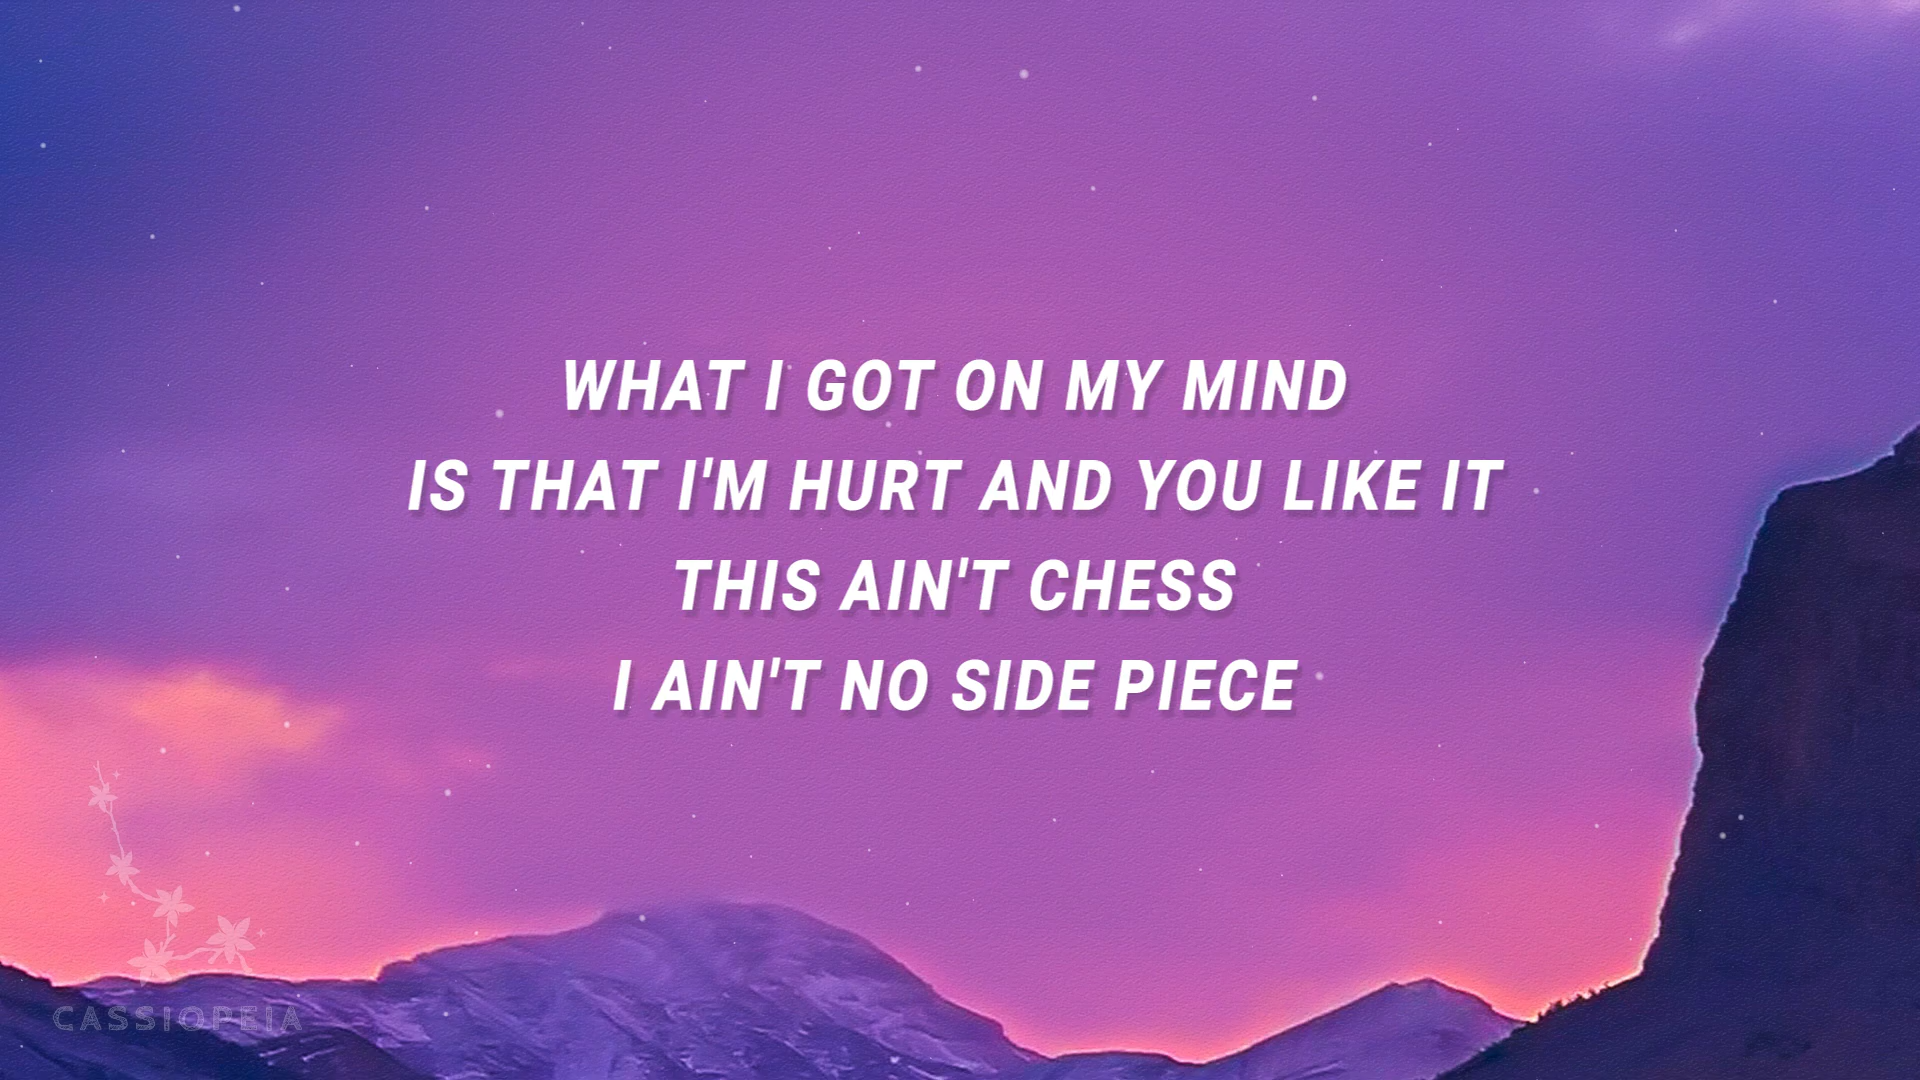 WHAT I GOT ON MY MIND
IS THAT I'M HURT AND YOU LIKE IT
THIS AIN'T CHESS
I AIN'T NO SIDE PIECE
CASSIOPEIA